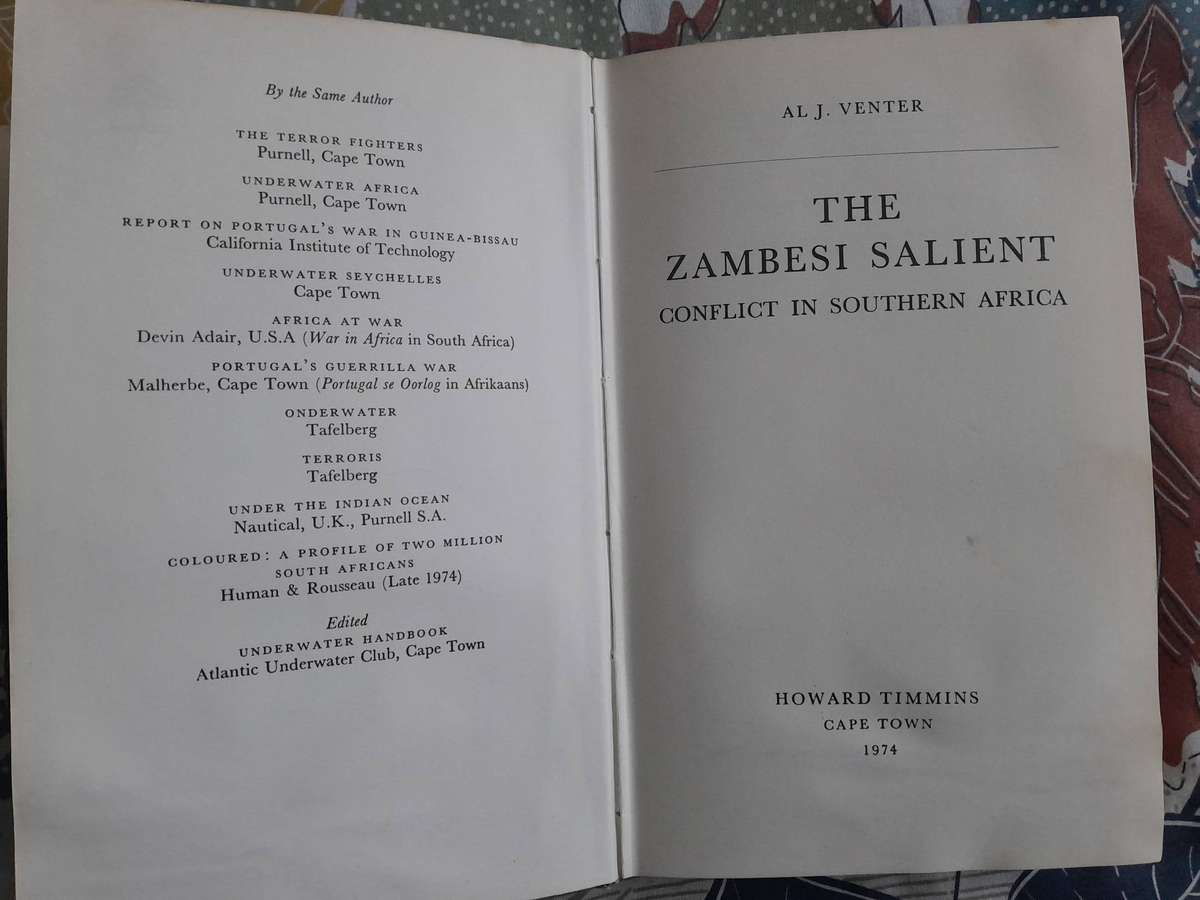 By the Same Author
THE TERROR FIGHTERS
Purnell, Cape Town
UNDERWATER AFRICA
Purnell, Cape Town
REPORT ON PORTUGAL'S WAR IN GUINEA-BISSAU
California Institute of Technology
UNDERWATER SEYCHELLES
Cape Town
AFRICA AT WAR
Devin Adair, U.S.A (War in Africa in South Africa)
PORTUGAL'S GUERRILLA WAR
Malherbe, Cape Town (Portugal se Oorlog in Afrikaans)
ONDERWATER
Tafelberg
TERRORIS
Tafelberg
UNDER THE INDIAN OCEAN
Nautical, U.K., Purnell S.A.
COLOURED: A PROFILE OF TWO MILLION
SOUTH AFRICANS
Human & Rousseau (Late 1974)
Edited
UNDERWATER HANDBOOK
Atlantic Underwater Club, Cape Town
AL J. VENTER
THE
ZAMBESI SALIENT
CONFLICT IN SOUTHERN AFRICA
HOWARD TIMMINS
CAPE TOWN
1974